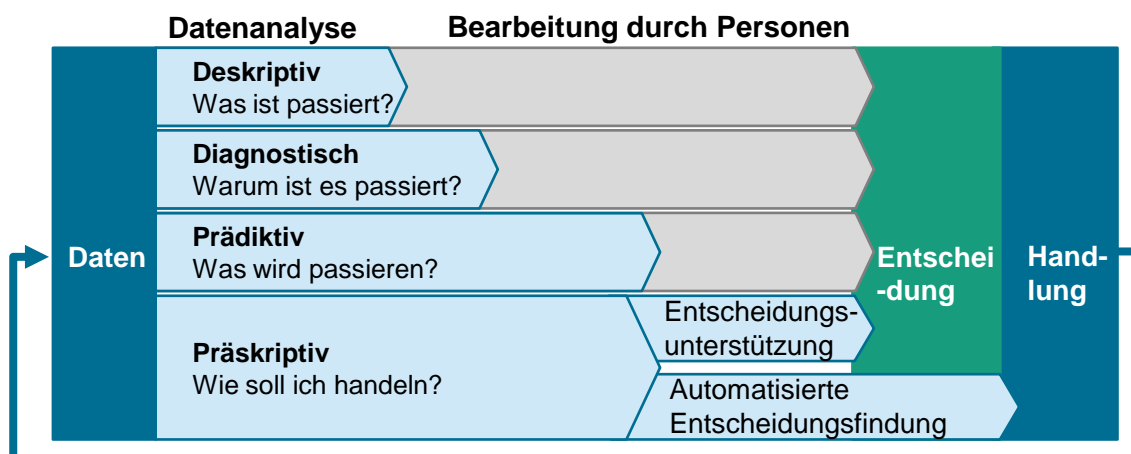 Datenanalyse
Bearbeitung durch Personen
Deskriptiv
Was ist passiert?
Diagnostisch
Warum ist es passiert?
Prädiktiv
Was wird passieren?
Daten
Entschei
-dung
Hand-
lung
Präskriptiv
Wie soll ich handeln?
Entscheidungs-
unterstützung
Automatisierte
Entscheidungsfindung